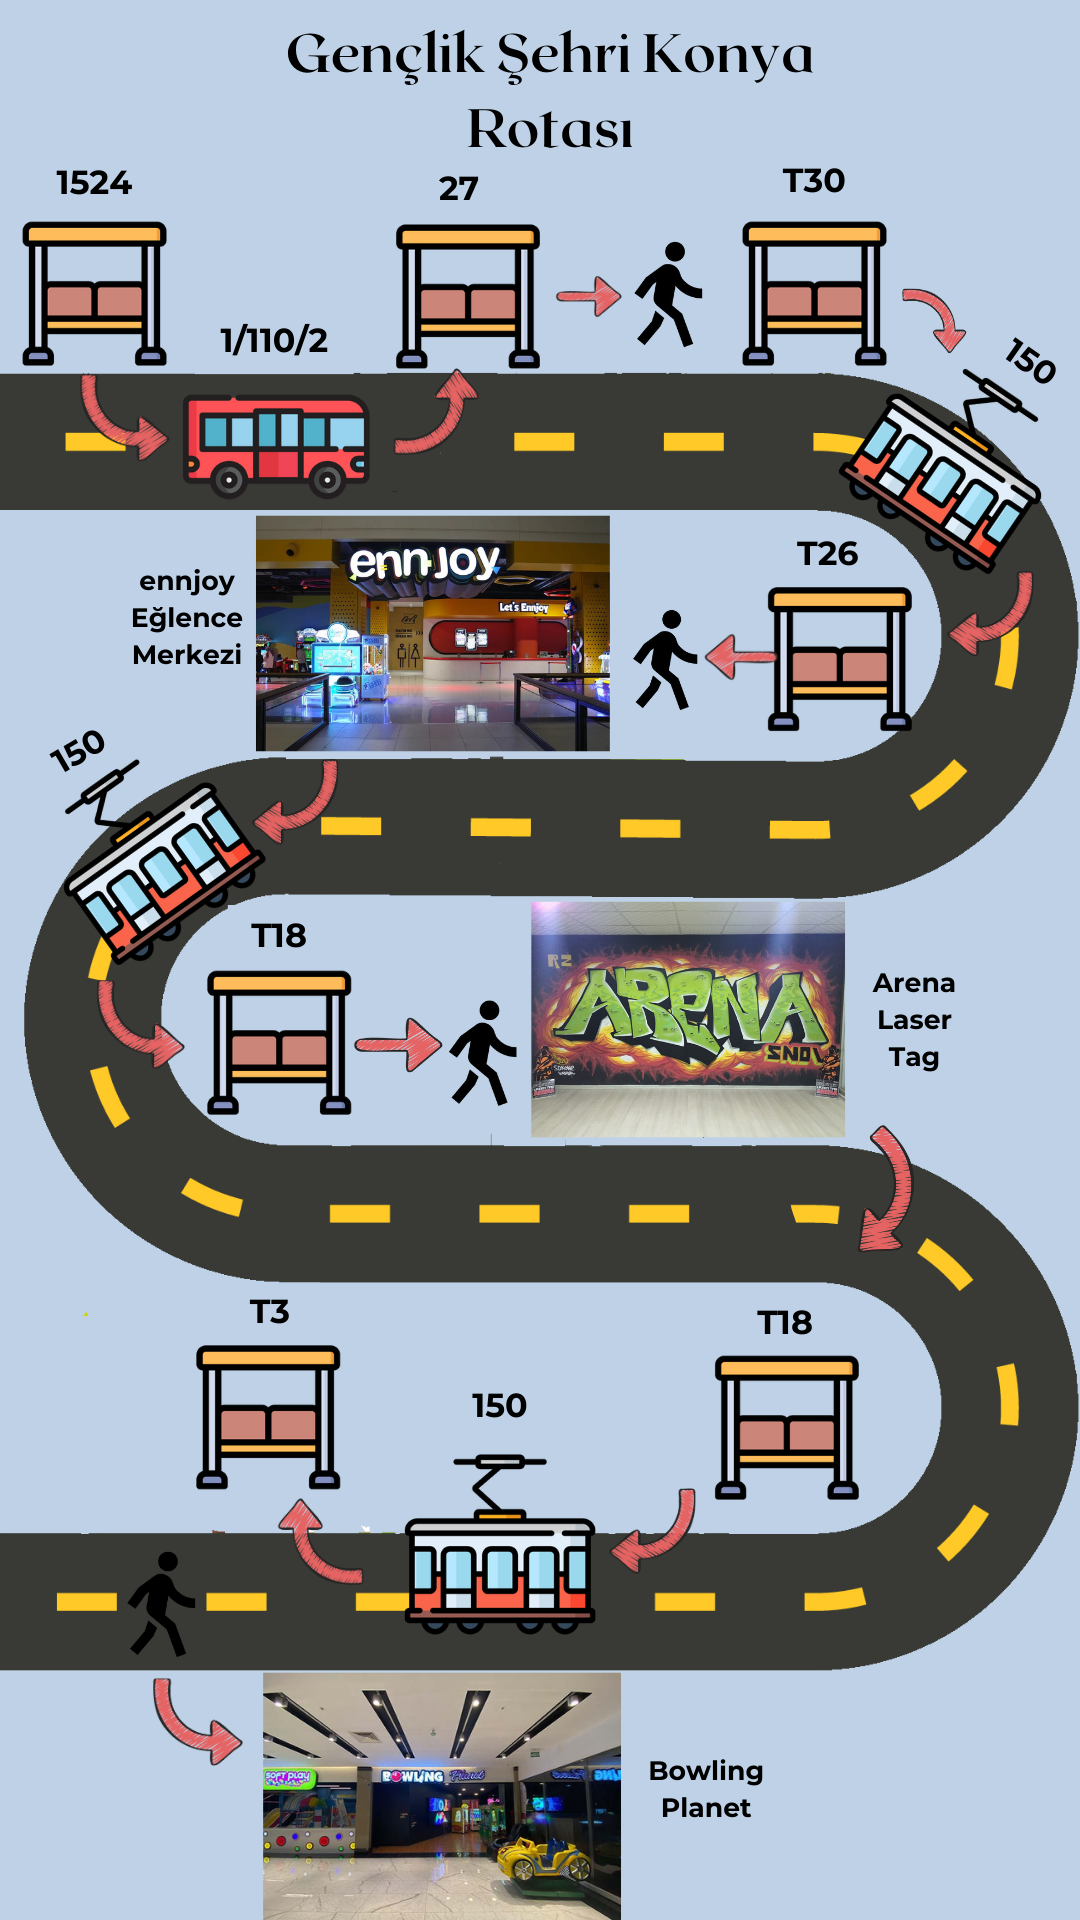 Gençlik Şehri Konya
Rotası
1524
27
T30
1/110/2
150
T26
ennjoy
Let's Ennjoy
ennjoy
Eğlence
Merkezi
150
T18
R2
ARENA
Arena
Laser
Tag
T3
T18
150
SOFT play
BOWLING Planet
Bowling
Planet